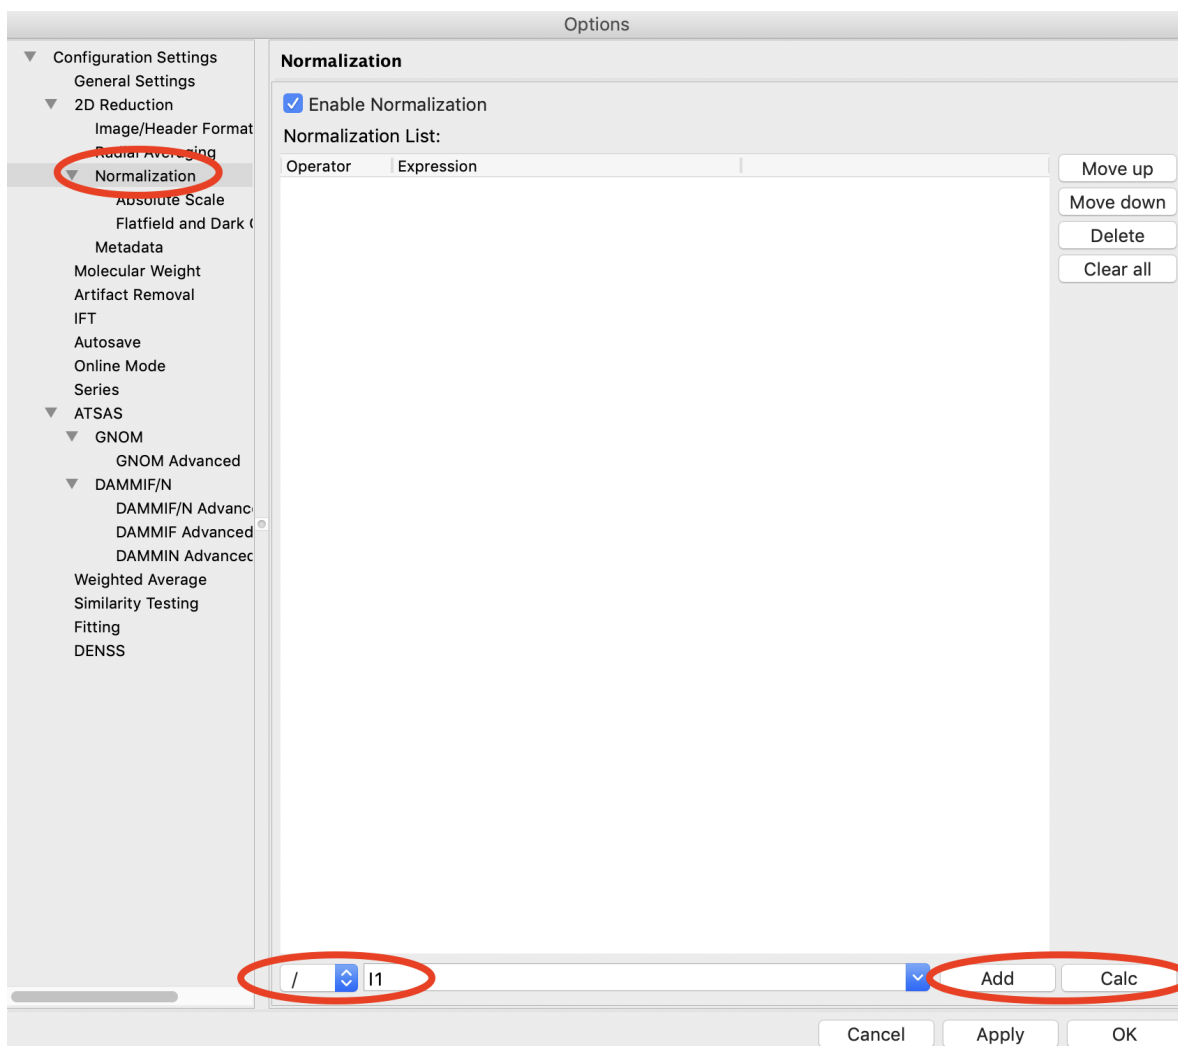 Options
Configuration Settings
General Settings
2D Reduction
Image/Header Format
Radial Averaging
Normalization
Absolute Scale
Flatfield and Dark
Metadata
Molecular Weight
Artifact Removal
IFT
Autosave
Online Mode
Series
ATSAS
GNOM
GNOM Advanced
DAMMIF/N
DAMMIF/N Advanc
DAMMIF Advanced
DAMMIN Advanced
Weighted Average
Similarity Testing
Fitting
DENSS
Normalization
Enable Normalization
Normalization List:
Operator Expression
Move up
Move down
Delete
Clear all
/ I1 Add Calc
Cancel Apply OK